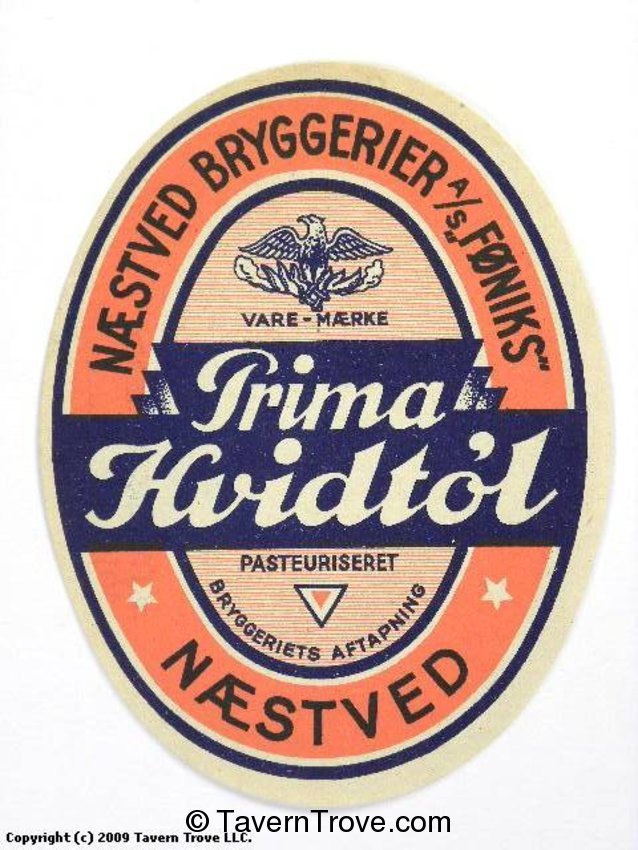 NÆSTVED BRYGGERIER A/S „FØNIKS"
VARE-MÆRKE
Prima
Hvidtøl
PASTEURISERET
BRYGGERIETS AFTAPNING
NÆSTVED
© TavernTrove.com
Copyright (c) 2009 Tavern Trove LLC.